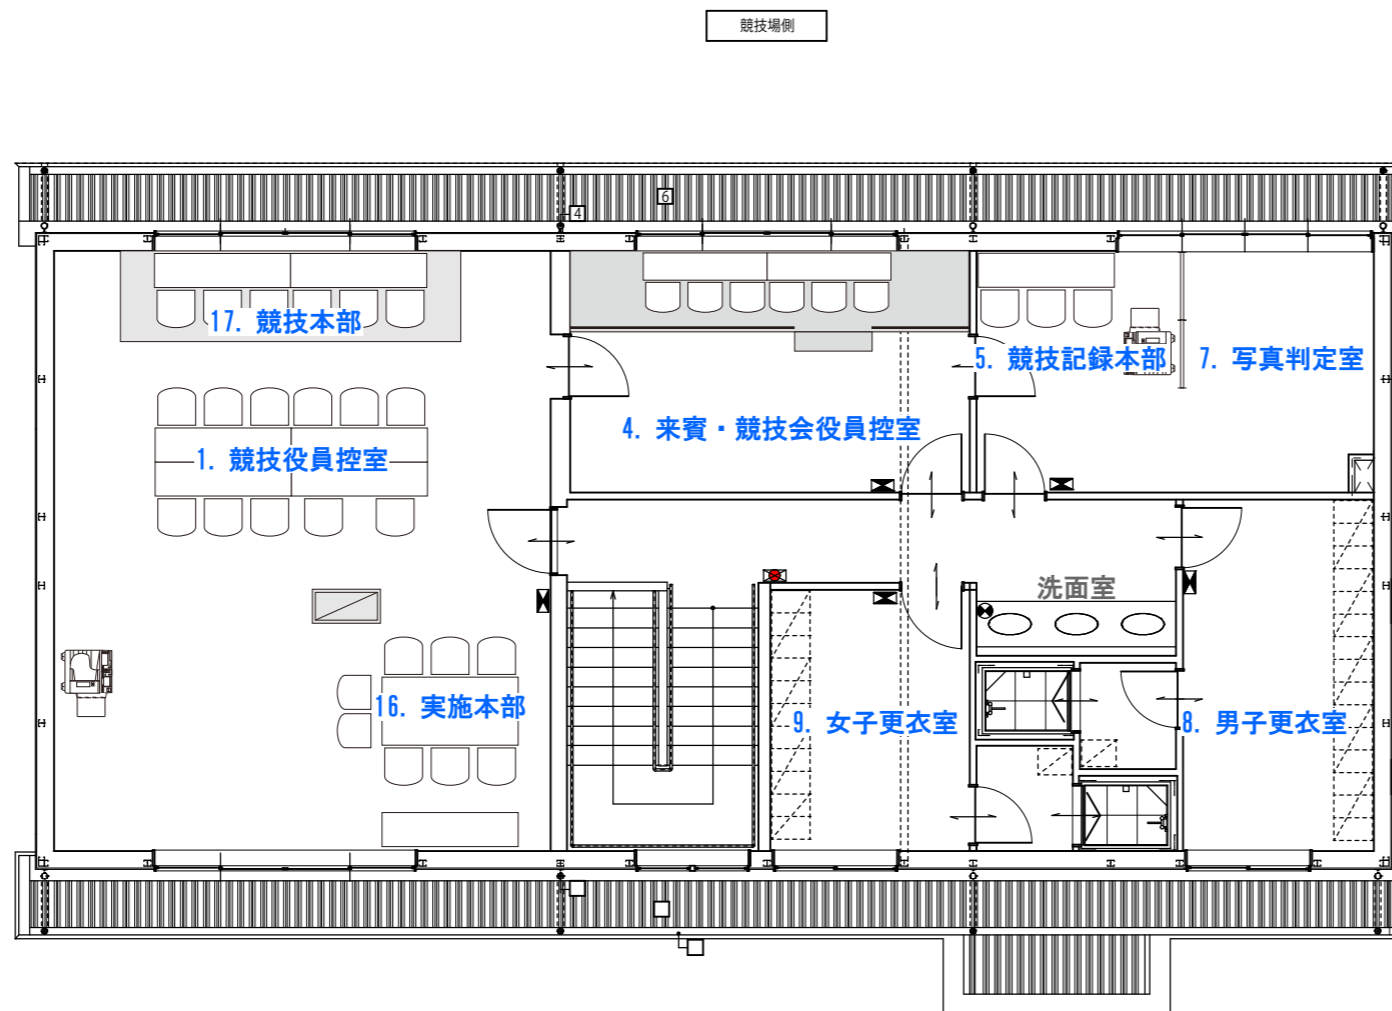 競技場側
6
4
17. 競技本部
5. 競技記録本部
7. 写真判定室
4. 来賓・競技会役員控室
1. 競技役員控室
洗面室
16. 実施本部
9. 女子更衣室
8. 男子更衣室